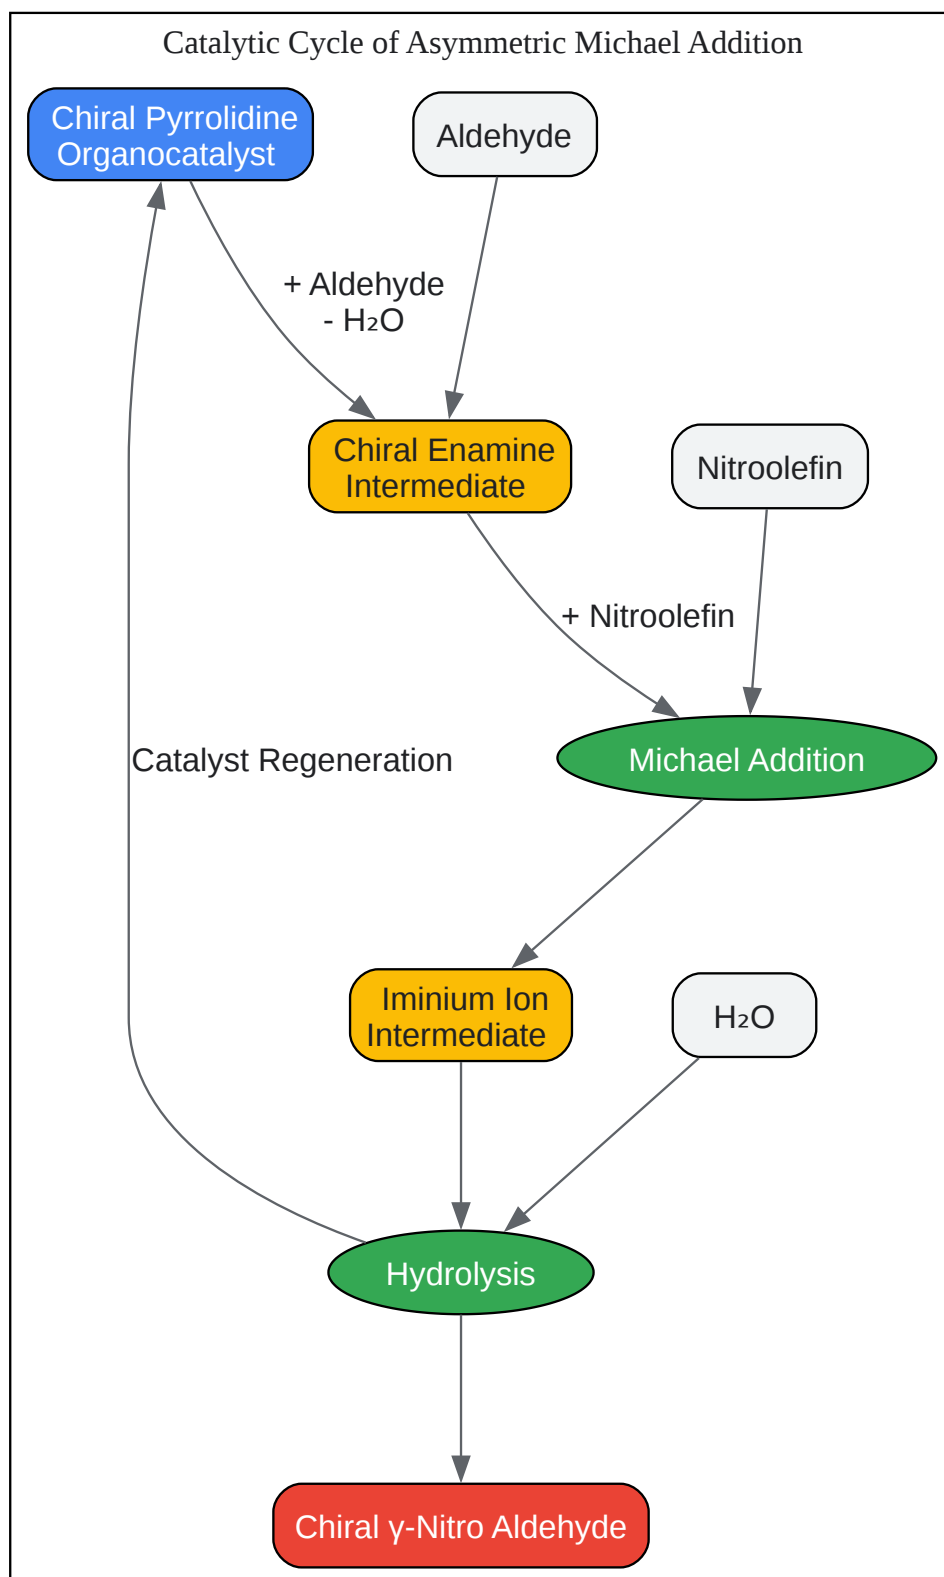 Catalytic Cycle of Asymmetric Michael Addition
Chiral Pyrrolidine
Organocatalyst
Aldehyde
+ Aldehyde
- H₂O
Chiral Enamine
Intermediate
Nitroolefin
+ Nitroolefin
Catalyst Regeneration
Michael Addition
Iminium Ion
Intermediate
H₂O
Hydrolysis
Chiral γ-Nitro Aldehyde